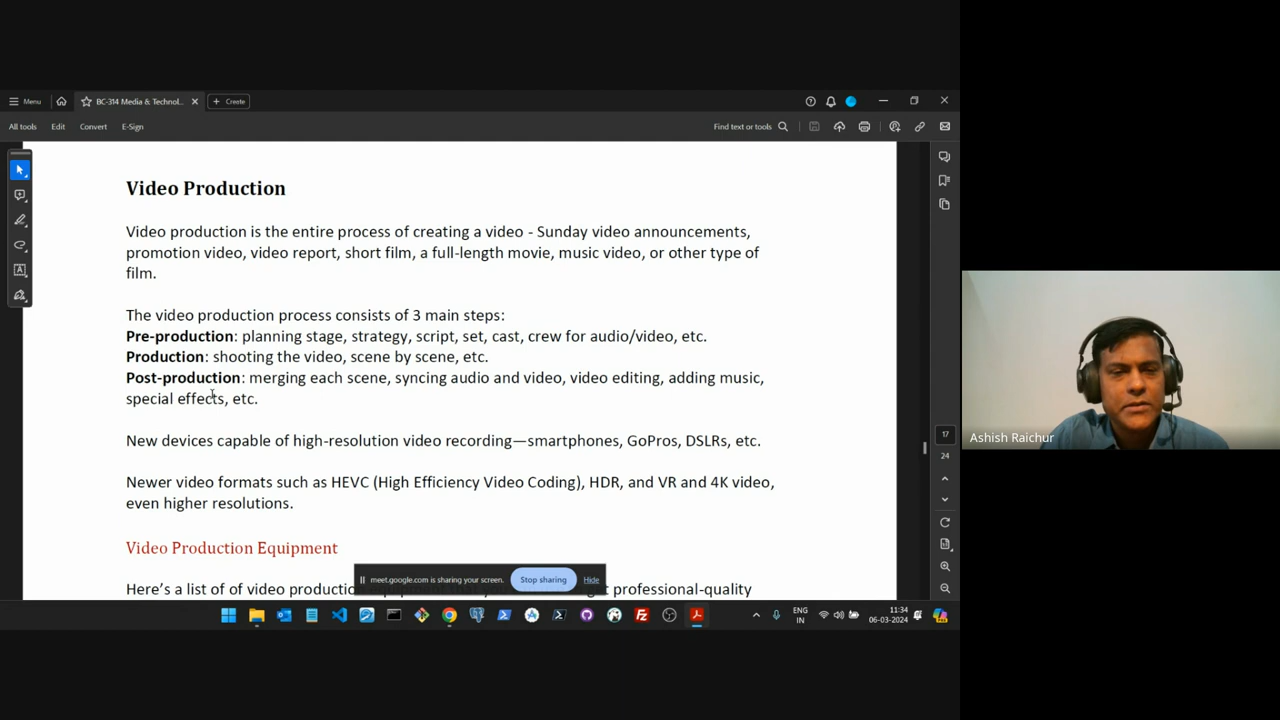 Menu
BC-314 Media & Technol...
Create
All tools
Edit
Convert
E-Sign
Find text or tools
Video Production
Video production is the entire process of creating a video - Sunday video announcements,
promotion video, video report, short film, a full-length movie, music video, or other type of
film.
The video production process consists of 3 main steps:
Pre-production: planning stage, strategy, script, set, cast, crew for audio/video, etc.
Production: shooting the video, scene by scene, etc.
Post-production: merging each scene, syncing audio and video, video editing, adding music,
special effects, etc.
New devices capable of high-resolution video recording—smartphones, GoPros, DSLRs, etc.
Newer video formats such as HEVC (High Efficiency Video Coding), HDR, and VR and 4K video,
even higher resolutions.
Video Production Equipment
Here's a list of of video production professional-quality
meet.google.com is sharing your screen.
Stop sharing
Hide
17
24
ENG
IN
11:34
06-03-2024
Ashish Raichur